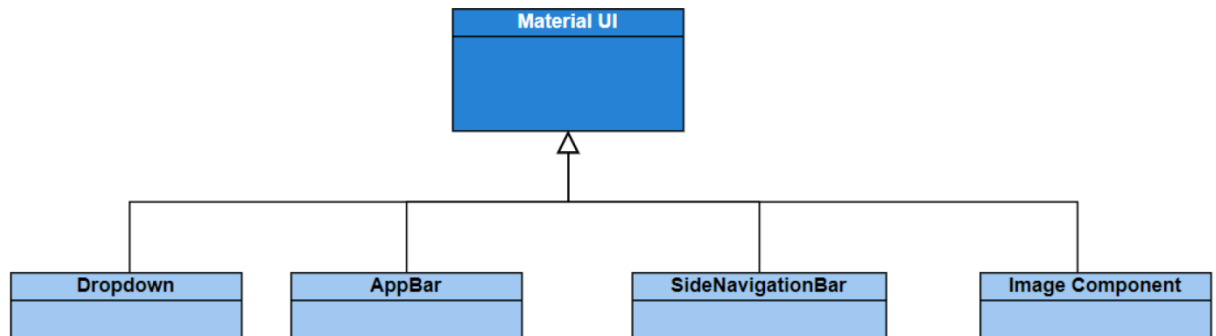 Material UI
Dropdown
AppBar
SideNavigationBar
Image Component